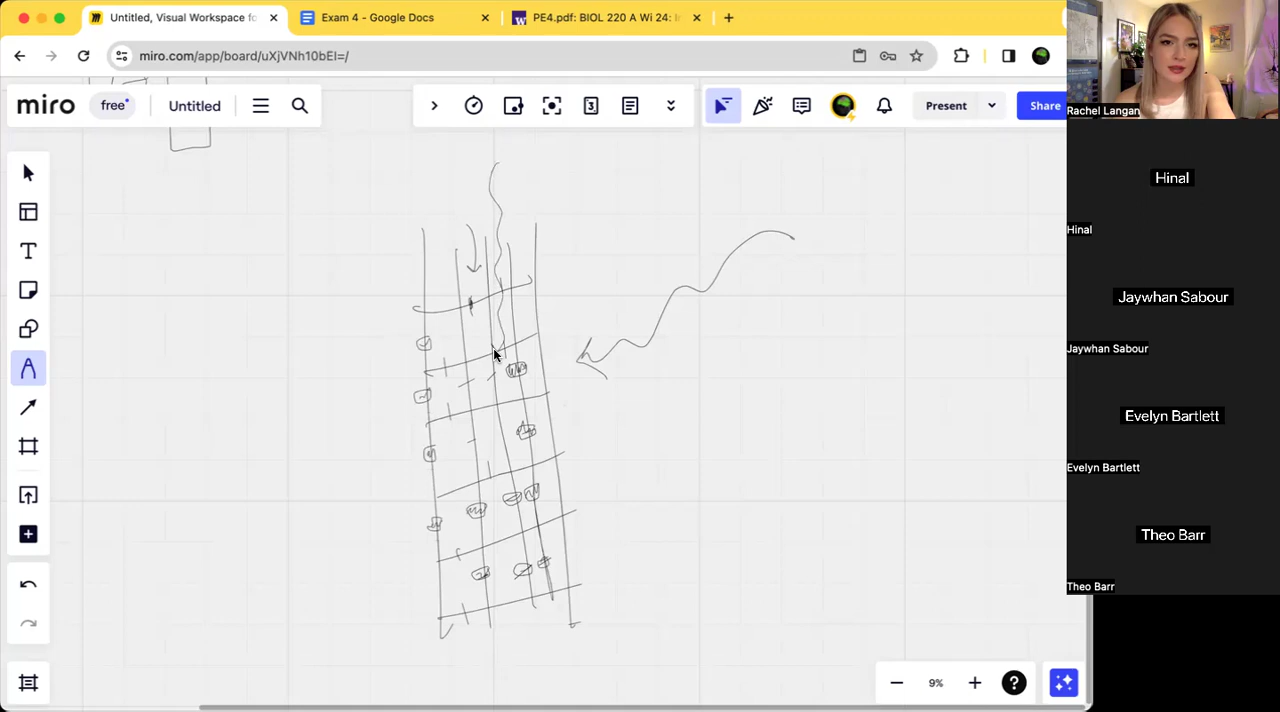 Untitled, Visual Workspace fo
Exam 4 - Google Docs
PE4.pdf: BIOL 220 A Wi 24: I
miro.com/app/board/uXjVNh10bEI=/
miro
free
Untitled
3
Present
Share
Rachel Langan
Hinal
Hinal
Jaywhan Sabour
Jaywhan Sabour
Evelyn Bartlett
Evelyn Bartlett
Theo Barr
Theo Barr
9%